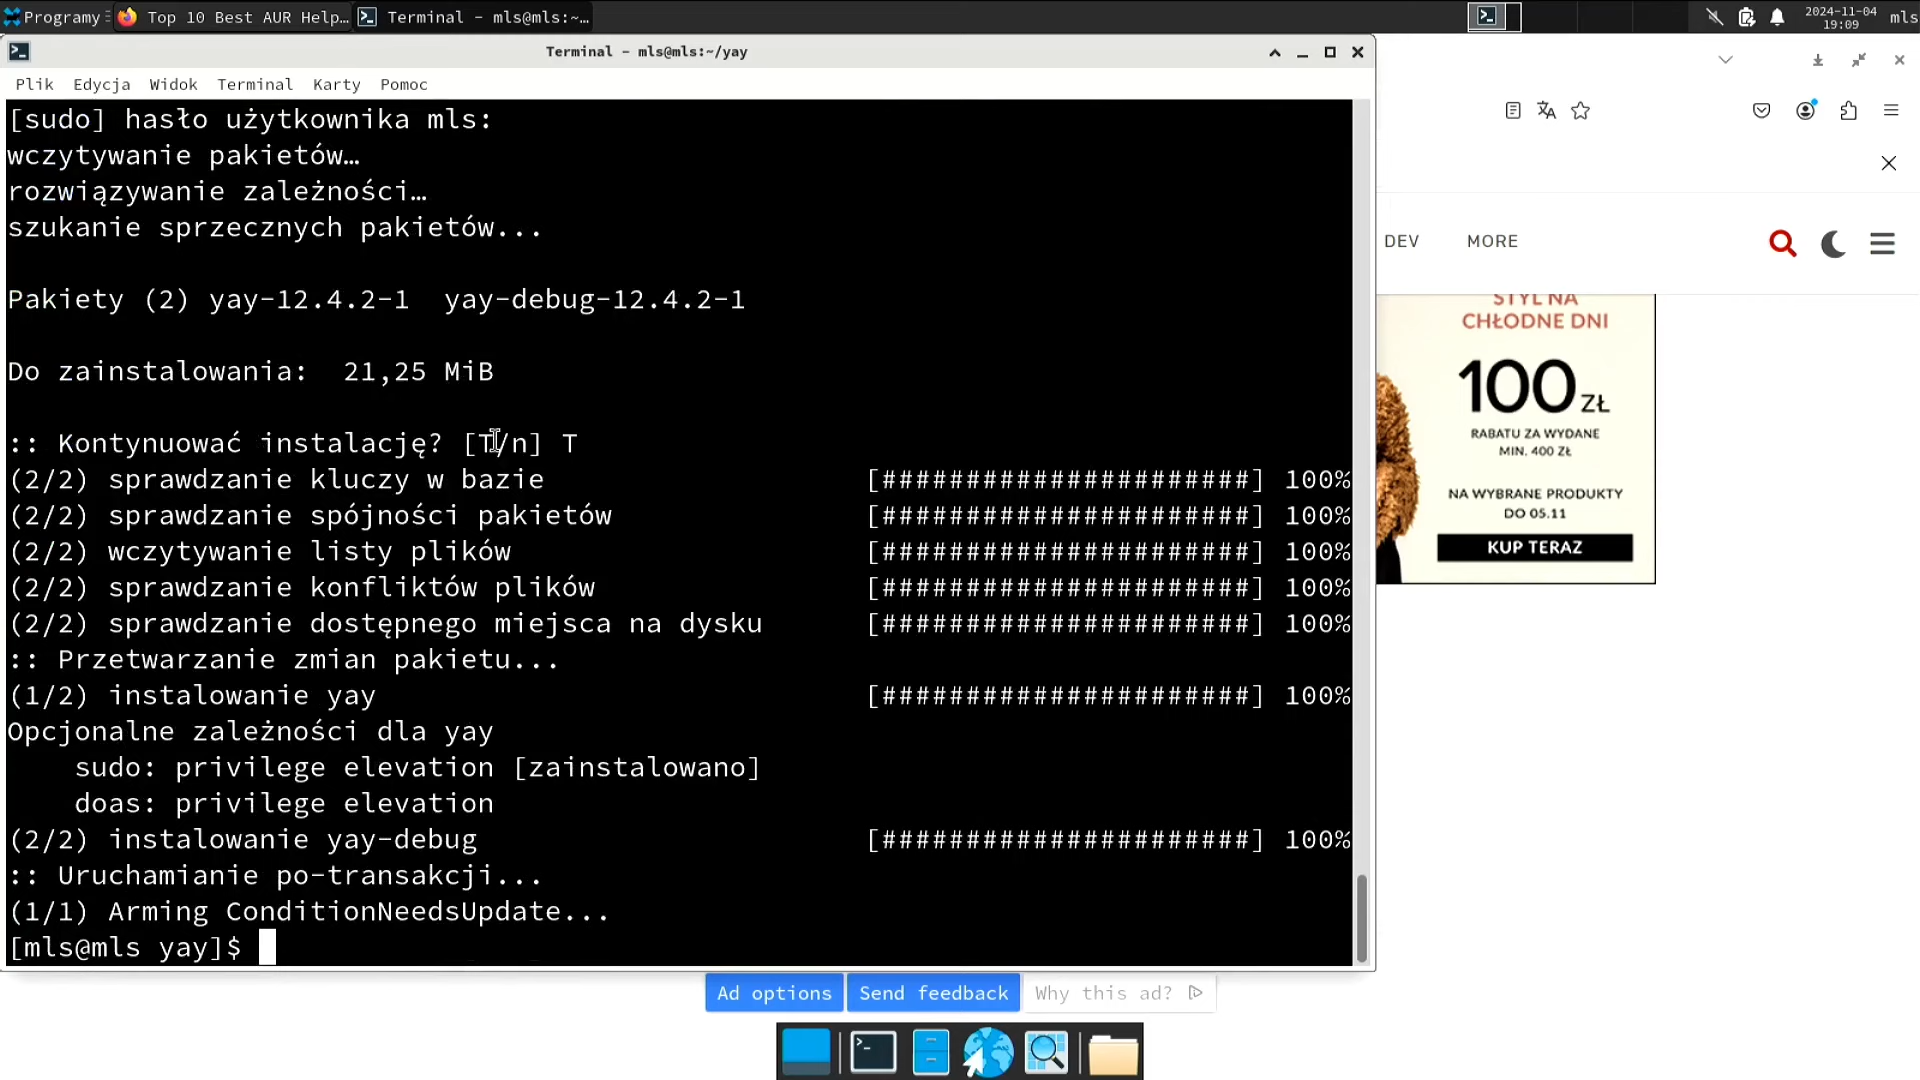 Programy
Top 10 Best AUR Help...
Terminal - mls@mls:~...
2024-11-04
19:09
mls
Terminal - mls@mls:~/yay
Plik Edycja Widok Terminal Karty Pomoc
[sudo] hasło użytkownika mls:
wczytywanie pakietów…
rozwiązywanie zależności…
szukanie sprzecznych pakietów...
Pakiety (2) yay-12.4.2-1 yay-debug-12.4.2-1
Do zainstalowania: 21,25 MiB
:: Kontynuować instalację? [T/n] T
(2/2) sprawdzanie kluczy w bazie [######################] 100%
(2/2) sprawdzanie spójności pakietów [######################] 100%
(2/2) wczytywanie listy plików [######################] 100%
(2/2) sprawdzanie konfliktów plików [######################] 100%
(2/2) sprawdzanie dostępnego miejsca na dysku [######################] 100%
:: Przetwarzanie zmian pakietu...
(1/2) instalowanie yay [######################] 100%
Opcjonalne zależności dla yay
sudo: privilege elevation [zainstalowano]
doas: privilege elevation
(2/2) instalowanie yay-debug [######################] 100%
:: Uruchamianie po-transakcji...
(1/1) Arming ConditionNeedsUpdate...
[mls@mls yay]$
DEV MORE
STYL NA
CHŁODNE DNI
100 ZŁ
RABATU ZA WYDANE
MIN. 400 ZŁ
NA WYBRANE PRODUKTY
DO 05.11
KUP TERAZ
Ad options Send feedback Why this ad?